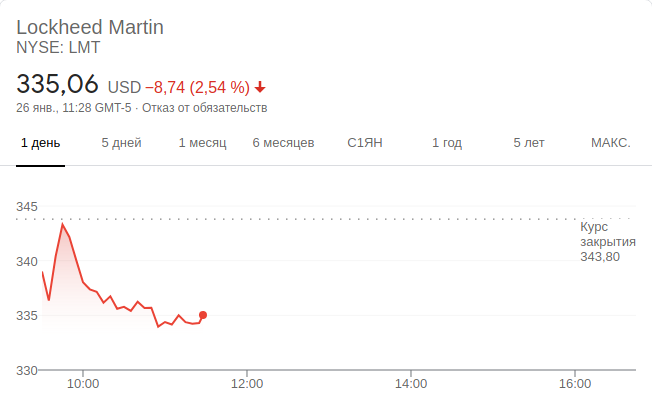 Lockheed Martin
NYSE: LMT
335,06 USD −8,74 (2,54 %)
26 янв., 11:28 GMT-5 · Отказ от обязательств
1 день 5 дней 1 месяц 6 месяцев С1ЯН 1 год 5 лет МАКС.
345
Курс
закрытия
343,80
340
335
330
10:00 12:00 14:00 16:00